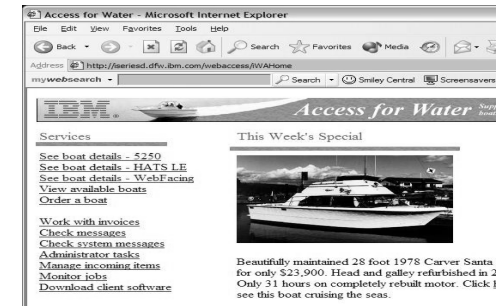 Access for Water - Microsoft Internet Explorer
File Edit View Favorites Tools Help
Back Search Favorites Media
Address http://iseriesd.dfw.ibm.com/webaccess/iWAHome
mywebsearch Search Smiley Central Screensavers
IBM. Access for Water
Services
See boat details - 5250
See boat details - HATS LE
See boat details - WebFacing
View available boats
Order a boat
Work with invoices
Check messages
Check system messages
Administrator tasks
Manage incoming items
Monitor jobs
Download client software
This Week's Special
Beautifully maintained 28 foot 1978 Carver Santa
for only $23,900. Head and galley refurbished in 2
Only 31 hours on completely rebuilt motor. Click
see this boat cruising the seas.